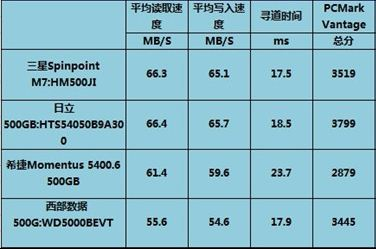 平均读取速度 平均写入速度 寻道时间 PCMark Vantage
MB/S MB/S ms 总分
三星Spinpoint
M7:HM500JI 66.3 65.1 17.5 3519
日立
500GB:HTS54050B9A30
0 66.4 65.7 18.5 3799
希捷Momentus 5400.6
500GB 61.4 59.6 23.7 2879
西部数据
500G:WD5000BEVT 55.6 54.6 17.9 3445